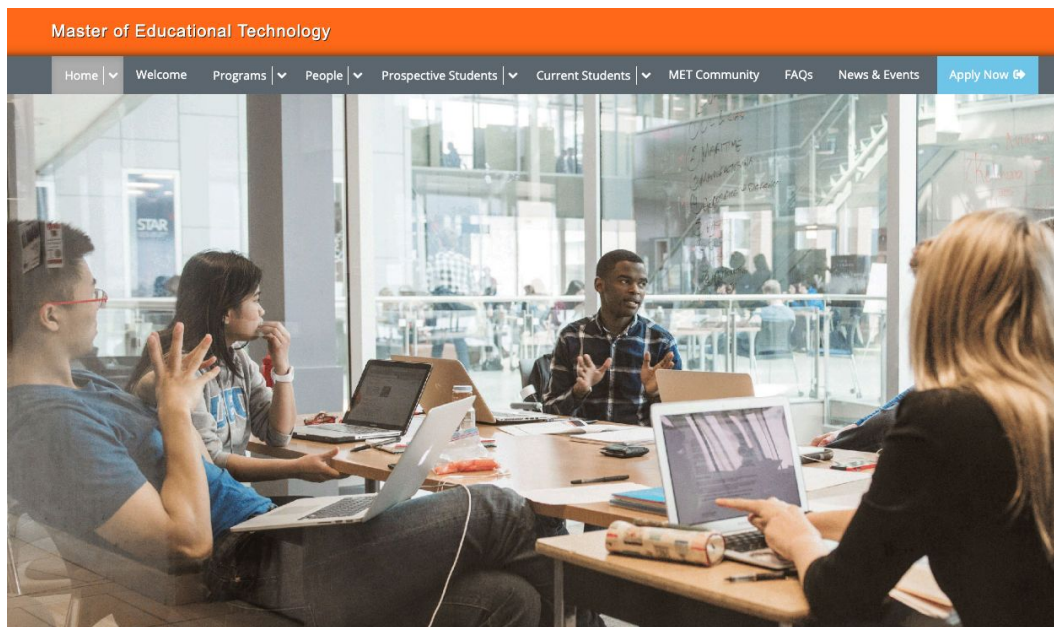 Master of Educational Technology
Home Welcome Programs People Prospective Students Current Students MET Community FAQs News & Events Apply Now
STAR
MARITIME